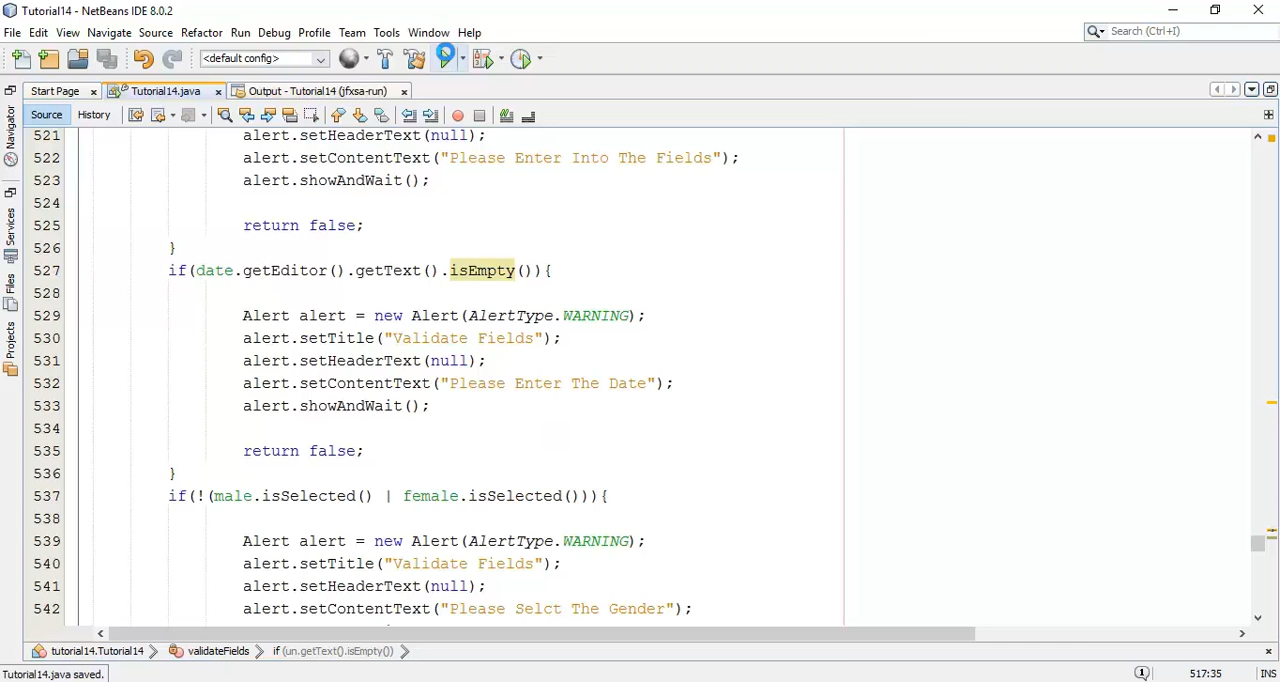 Tutorial14 - NetBeans IDE 8.0.2
File Edit View Navigate Source Refactor Run Debug Profile Team Tools Window Help
Search (Ctrl+I)
<default config>
Start Page Tutorial14.java Output - Tutorial14 (jfxsa-run)
Source History
Navigator
Services
Files
Projects
521 alert.setHeaderText(null);
522 alert.setContentText("Please Enter Into The Fields");
523 alert.showAndWait();
524
525 return false;
526 }
527 if(date.getEditor().getText().isEmpty()){
528
529 Alert alert = new Alert(AlertType.WARNING);
530 alert.setTitle("Validate Fields");
531 alert.setHeaderText(null);
532 alert.setContentText("Please Enter The Date");
533 alert.showAndWait();
534
535 return false;
536 }
537 if(!(male.isSelected() | female.isSelected())){
538
539 Alert alert = new Alert(AlertType.WARNING);
540 alert.setTitle("Validate Fields");
541 alert.setHeaderText(null);
542 alert.setContentText("Please Selct The Gender");
tutorial14.Tutorial14 validateFields if (un.getText().isEmpty())
Tutorial14.java saved. 1 517:35 INS